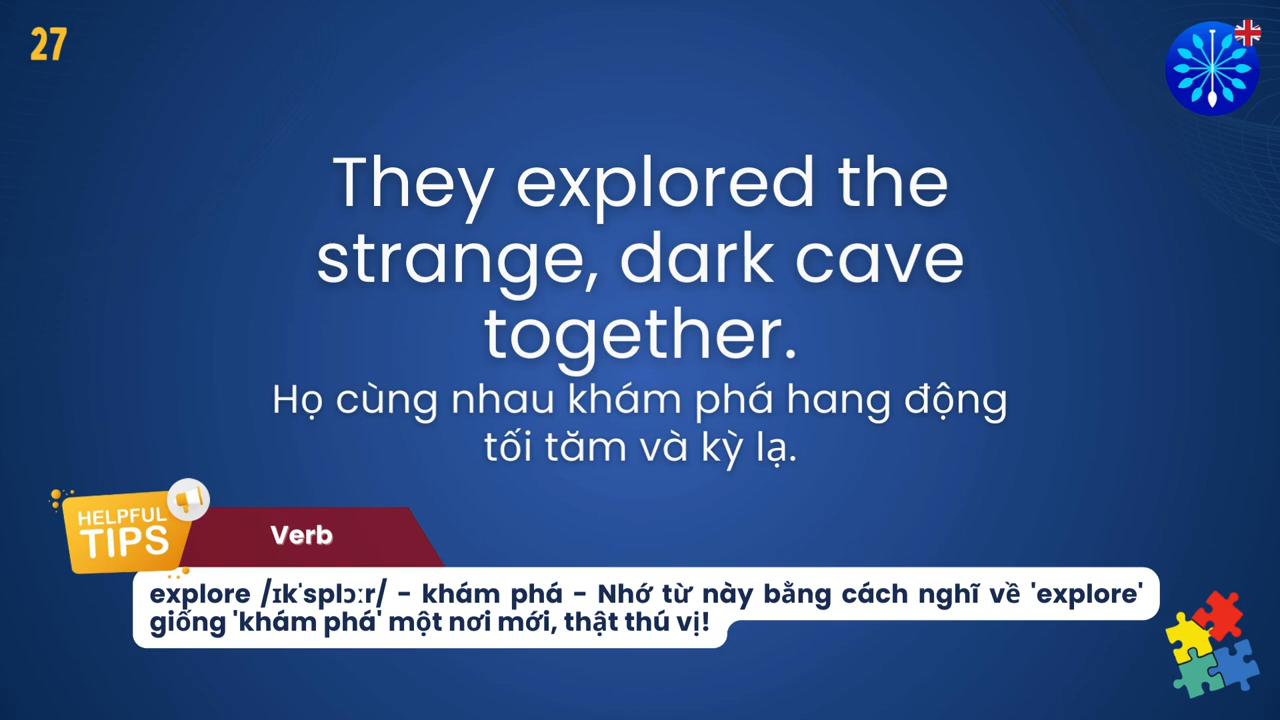 27
They explored the
strange, dark cave
together.
Họ cùng nhau khám phá hang động
tối tăm và kỳ lạ.
HELPFUL
TIPS
Verb
explore /ɪkˈsplɔːr/ - khám phá - Nhớ từ này bằng cách nghĩ về 'explore'
giống 'khám phá' một nơi mới, thật thú vị!